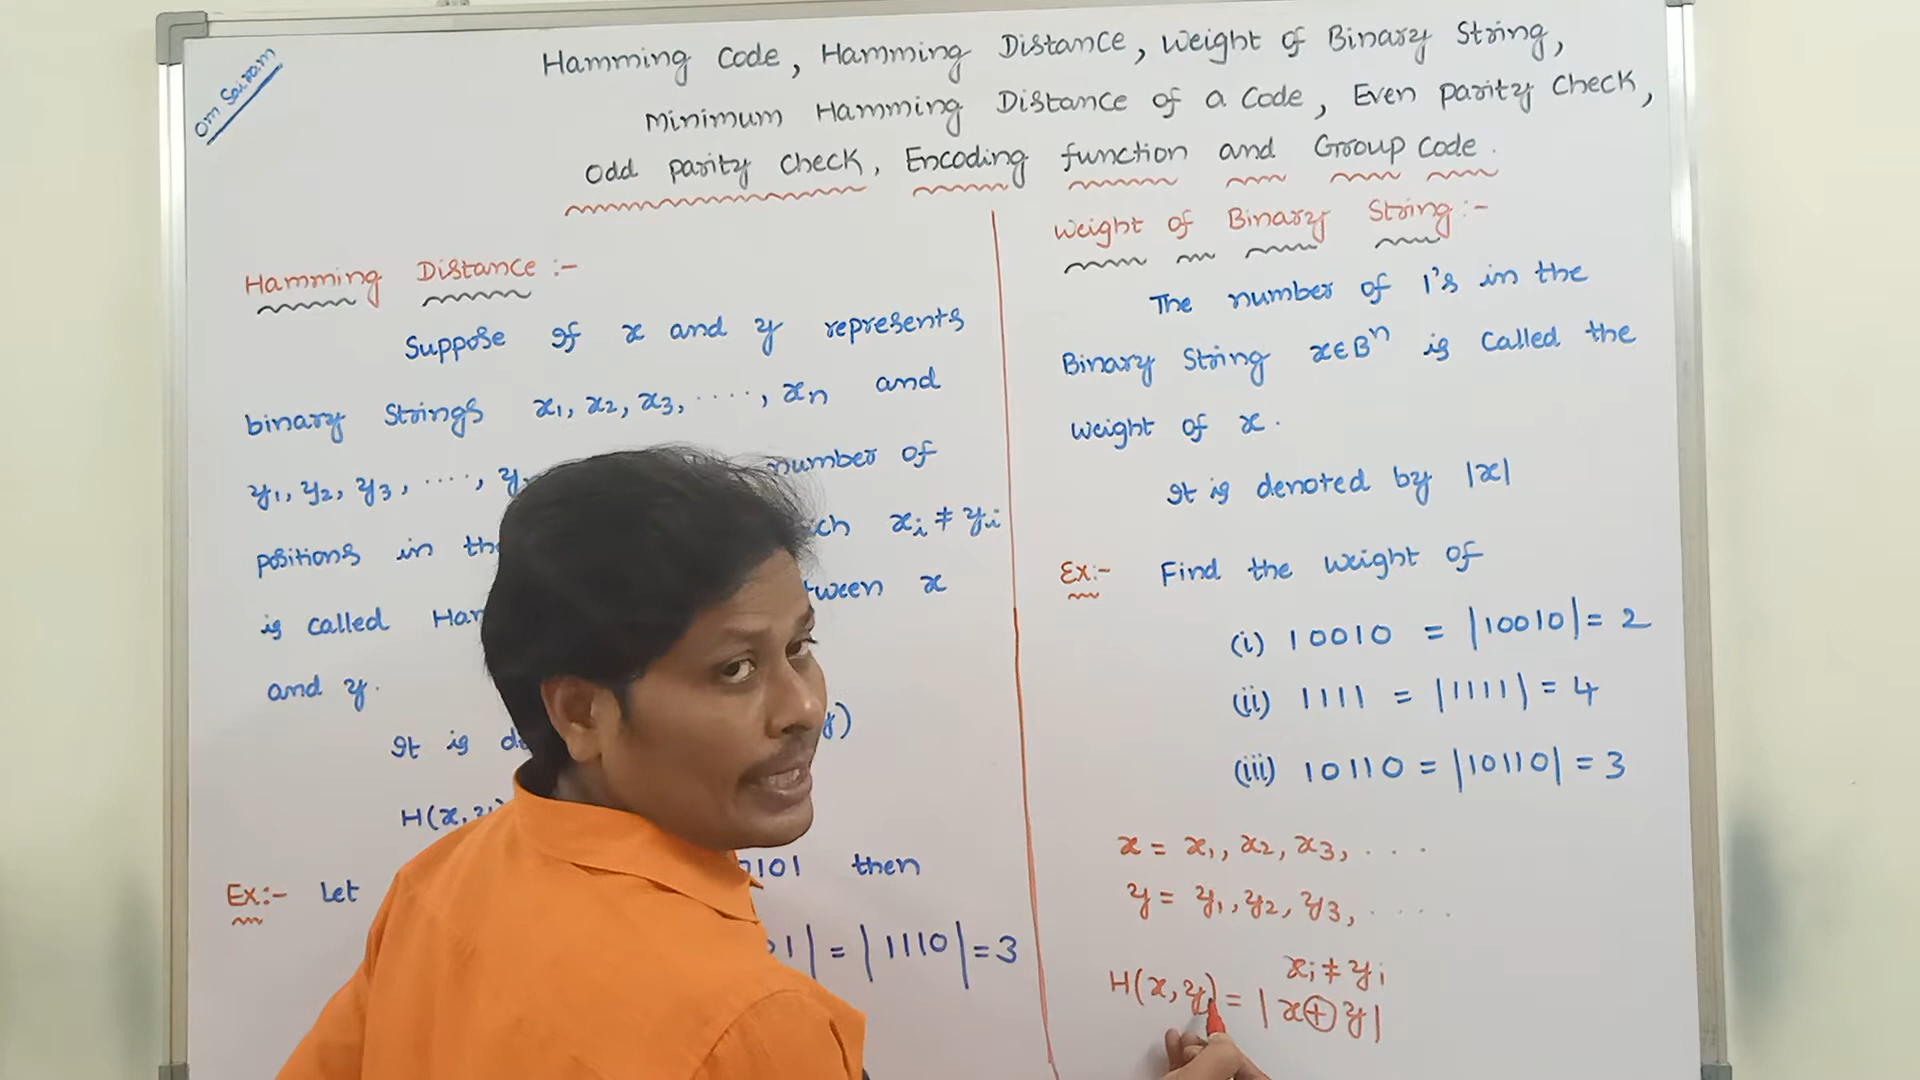 Om Sairam
Hamming Code, Hamming Distance, Weight of Binary String,
Minimum Hamming Distance of a Code, Even parity Check,
Odd parity Check, Encoding function and Group Code.
Hamming Distance :-
Suppose If x and y represents
binary Strings x₁, x₂, x₃, ....., xₙ and
y₁, y₂, y₃, ....., number of
positions in xᵢ ≠ yᵢ
is called x
and y.
It is
H(x,
Ex:- Let 101 then
1| = |1110| = 3
Weight of Binary String :-
The number of 1's in the
Binary String x∈Bⁿ is called the
weight of x.
It is denoted by |x|
Ex:- Find the weight of
(i) 10010 = |10010| = 2
(ii) 1111 = |1111| = 4
(iii) 10110 = |10110| = 3
x = x₁, x₂, x₃, ...
y = y₁, y₂, y₃, ....
xᵢ ≠ yᵢ
H(x,y) = |x⊕y|